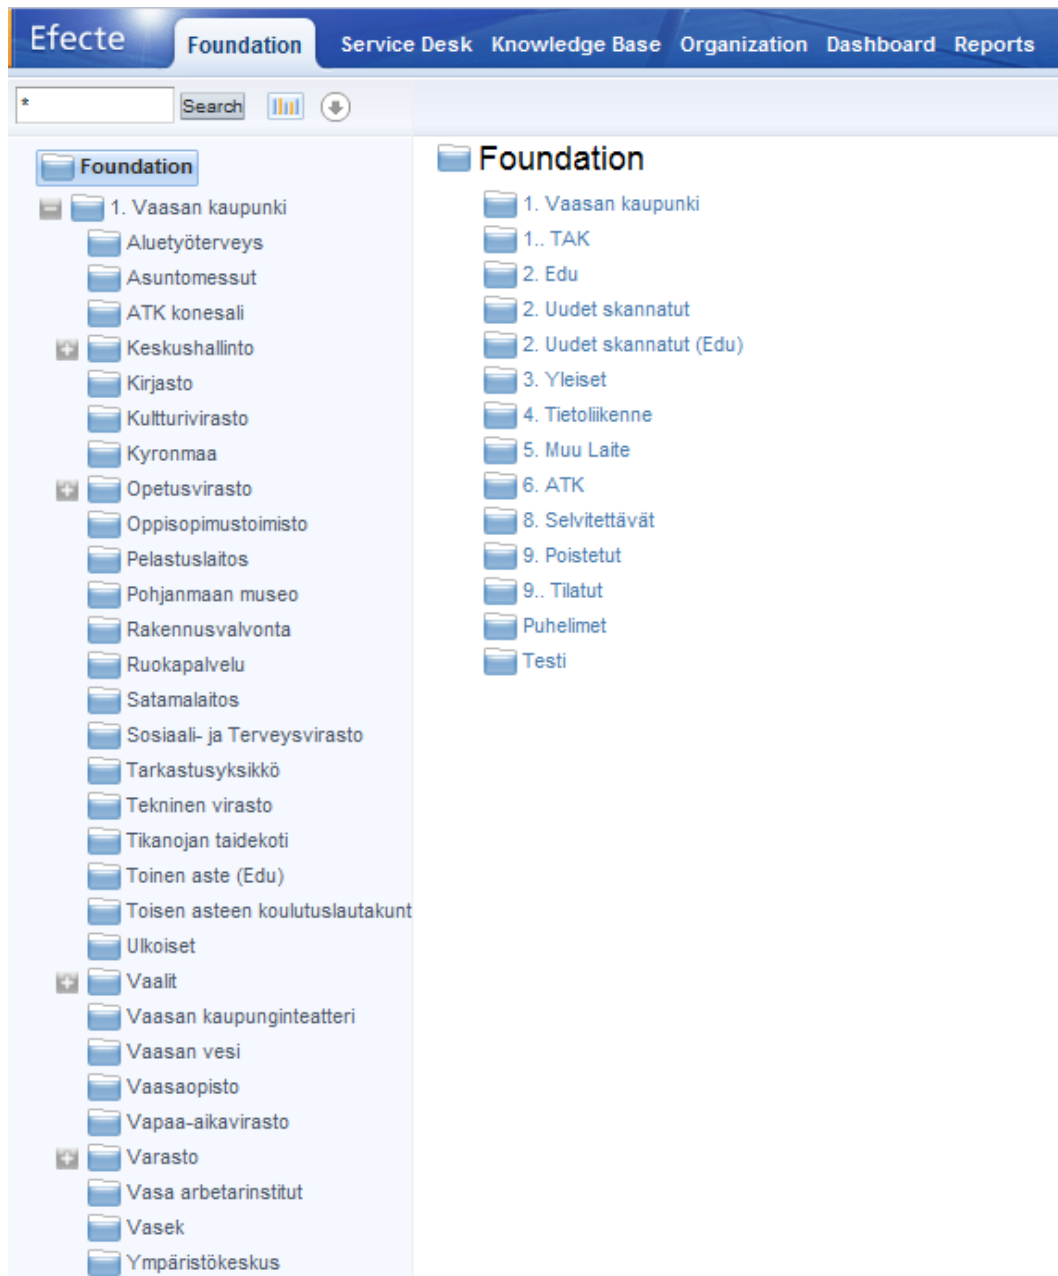 Efecte
Foundation Service Desk Knowledge Base Organization Dashboard Reports
* Search
Foundation
1. Vaasan kaupunki
Aluetyöterveys
Asuntomessut
ATK konesali
Keskushallinto
Kirjasto
Kultturivirasto
Kyronmaa
Opetusvirasto
Oppisopimustoimisto
Pelastuslaitos
Pohjanmaan museo
Rakennusvalvonta
Ruokapalvelu
Satamalaitos
Sosiaali- ja Terveysvirasto
Tarkastusyksikkö
Tekninen virasto
Tikanojan taidekoti
Toinen aste (Edu)
Toisen asteen koulutuslautakunt
Ulkoiset
Vaalit
Vaasan kaupunginteatteri
Vaasan vesi
Vaasaopisto
Vapaa-aikavirasto
Varasto
Vasa arbetarinstitut
Vasek
Ympäristökeskus
Foundation
1. Vaasan kaupunki
1.. TAK
2. Edu
2. Uudet skannatut
2. Uudet skannatut (Edu)
3. Yleiset
4. Tietoliikenne
5. Muu Laite
6. ATK
8. Selvitettävät
9. Poistetut
9.. Tilatut
Puhelimet
Testi